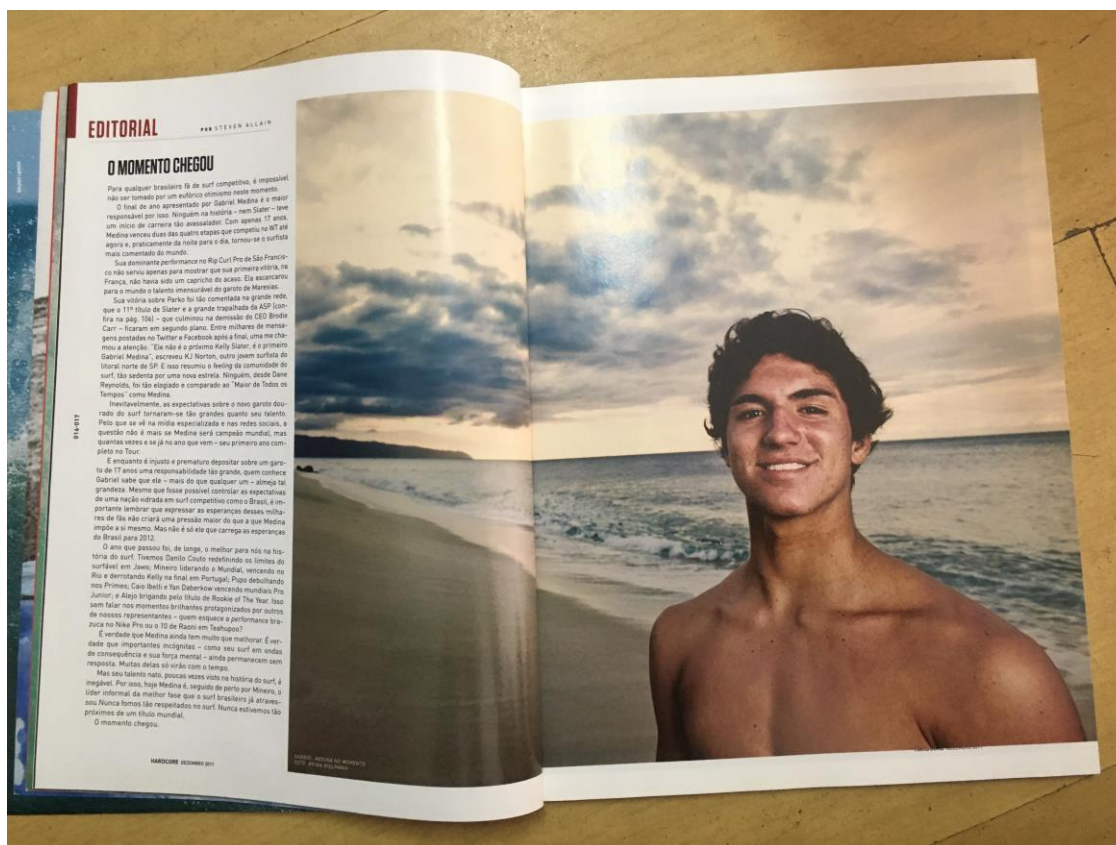 EDITORIAL
POR STEVEN ALLAIN
O MOMENTO CHEGOU
Para qualquer brasileiro fã de surf competitivo, é impossível
não ser tomado por um eufórico otimismo neste momento.
O final de ano apresentado por Gabriel Medina é o maior
responsável por isso. Ninguém na história – nem Slater – teve
um início de carreira tão avassalador. Com apenas 17 anos,
Medina venceu duas das quatro etapas que competiu no WT até
agora e, praticamente da noite para o dia, tornou-se o surfista
mais comentado do mundo.
Sua dominante performance no Rip Curl Pro de São Francis-
co não serviu apenas para mostrar que sua primeira vitória, na
França, não havia sido um capricho do acaso. Ela escancarou
para o mundo o talento imensurável do garoto de Maresias.
Sua vitória sobre Parko foi tão comentada na grande rede,
que o 11º título de Slater e a grande trapalhada da ASP (con-
fira na pág. 106) – que culminou na demissão do CEO Brodie
Carr – ficaram em segundo plano. Entre milhares de mensa-
gens postadas no Twitter e Facebook após a final, uma me cha-
mou a atenção. "Ele não é o próximo Kelly Slater, é o primeiro
Gabriel Medina", escreveu KJ Norton, outro jovem surfista do
litoral norte de SP. E isso resumiu o feeling da comunidade do
surf, tão sedenta por uma nova estrela. Ninguém, desde Dane
Reynolds, foi tão elogiado e comparado ao "Maior de Todos os
Tempos" como Medina.
Inevitavelmente, as expectativas sobre o novo garoto dou-
rado do surf tornaram-se tão grandes quanto seu talento.
Pelo que se vê na mídia especializada e nas redes sociais, a
questão não é mais se Medina será campeão mundial, mas
quantas vezes e se já no ano que vem – seu primeiro ano com-
pleto no Tour.
E enquanto é injusto e prematuro depositar sobre um garo-
to de 17 anos uma responsabilidade tão grande, quem conhece
Gabriel sabe que ele – mais do que qualquer um – almeja tal
grandeza. Mesmo que fosse possível controlar as expectativas
de uma nação vidrada em surf competitivo como o Brasil, é im-
portante lembrar que expressar as esperanças desses milha-
res de fãs não criará uma pressão maior do que a que Medina
impõe a si mesmo. Mas não é só ele que carrega as esperanças
do Brasil para 2012.
O ano que passou foi, de longe, o melhor para nós na his-
tória do surf. Tivemos Danilo Couto redefinindo os limites do
surfável em Jaws; Mineiro liderando o Mundial, vencendo no
Rio e derrotando Kelly na final em Portugal; Pupo debulhando
nos Primes; Caio Ibelli e Yan Daberkow vencendo mundiais Pro
Junior; e Alejo brigando pelo título de Rookie of The Year. Isso
sem falar nos momentos brilhantes protagonizados por outros
de nossos representantes – quem esquece a performance bra-
zuca no Nike Pro ou o 10 de Raoni em Teahupoo?
É verdade que Medina ainda tem muito que melhorar. É ver-
dade que importantes incógnitas – como seu surf em ondas
de consequência e sua força mental – ainda permanecem sem
resposta. Muitas delas só virão com o tempo.
Mas seu talento nato, poucas vezes visto na história do surf, é
inegável. Por isso, hoje Medina é, seguido de perto por Mineiro, o
líder informal da melhor fase que o surf brasileiro já atraves-
sou. Nunca fomos tão respeitados no surf. Nunca estivemos tão
próximos de um título mundial.
O momento chegou.
016-017
HARDCORE DEZEMBRO 2011
GABRIEL MEDINA DO MOMENTO
FOTO